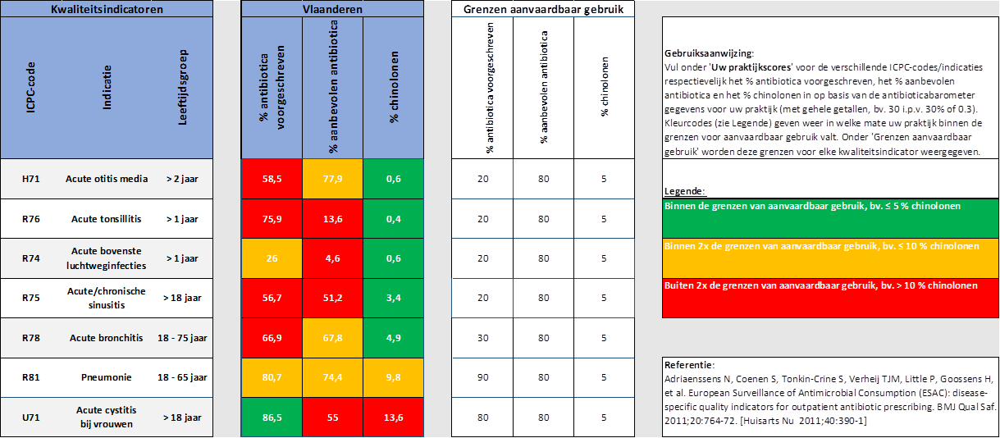 Kwaliteitsindicatoren
Vlaanderen
Grenzen aanvaardbaar gebruik
ICPC-code
Indicatie
Leeftijdsgroep
% antibiotica
voorgeschreven
% aanbevolen antibiotica
% chinolonen
% antibiotica voorgeschreven
% aanbevolen antibiotica
% chinolonen
H71 Acute otitis media > 2 jaar 58,5 77,9 0,6 20 80 5
R76 Acute tonsillitis > 1 jaar 75,9 13,6 0,4 20 80 5
R74 Acute bovenste
luchtweginfecties > 1 jaar 26 4,6 0,6 20 80 5
R75 Acute/chronische
sinusitis > 18 jaar 56,7 51,2 3,4 20 80 5
R78 Acute bronchitis 18 - 75 jaar 66,9 67,8 4,9 30 80 5
R81 Pneumonie 18 - 65 jaar 80,7 74,4 9,8 90 80 5
U71 Acute cystitis
bij vrouwen > 18 jaar 86,5 55 13,6 80 80 5
Gebruiksaanwijzing:
Vul onder 'Uw praktijkscores' voor de verschillende ICPC-codes/indicaties
respectievelijk het % antibiotica voorgeschreven, het % aanbevolen
antibiotica en het % chinolonen in op basis van de antibioticabarometer
gegevens voor uw praktijk (met gehele getallen, bv. 30 i.p.v. 30% of 0.3).
Kleurcodes (zie Legende) geven weer in welke mate uw praktijk binnen de
grenzen voor aanvaardbaar gebruik valt. Onder 'Grenzen aanvaardbaar
gebruik' worden deze grenzen voor elke kwaliteitsindicator weergegeven.
Legende:
Binnen de grenzen van aanvaardbaar gebruik, bv. ≤ 5 % chinolonen
Binnen 2x de grenzen van aanvaardbaar gebruik, bv. ≤ 10 % chinolonen
Buiten 2x de grenzen van aanvaardbaar gebruik, bv. > 10 % chinolonen
Referentie:
Adriaenssens N, Coenen S, Tonkin-Crine S, Verheij TJM, Little P, Goossens H,
et al. European Surveillance of Antimicrobial Consumption (ESAC): disease-
specific quality indicators for outpatient antibiotic prescribing. BMJ Qual Saf.
2011;20:764-72. [Huisarts Nu 2011;40:390-1]